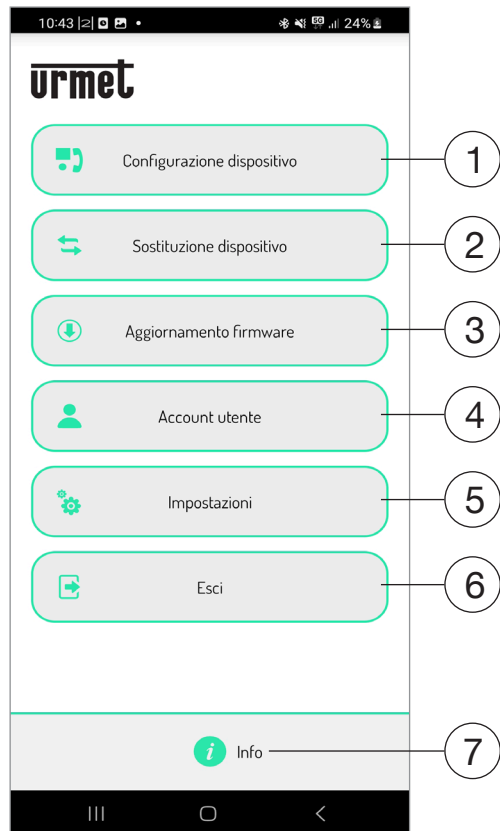 10:43 5G 24%
urmet
Configurazione dispositivo 1
Sostituzione dispositivo 2
Aggiornamento firmware 3
Account utente 4
Impostazioni 5
Esci 6
i Info 7